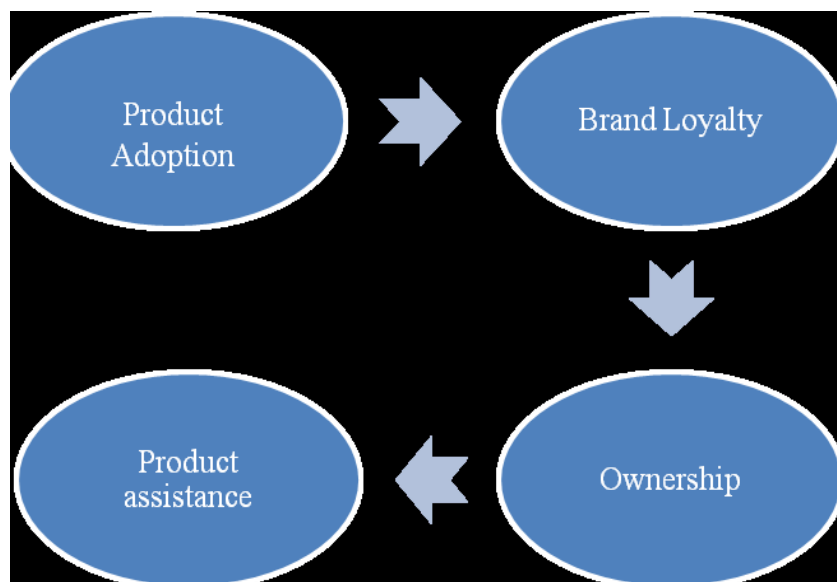 Product
Adoption
Brand Loyalty
Product
assistance
Ownership